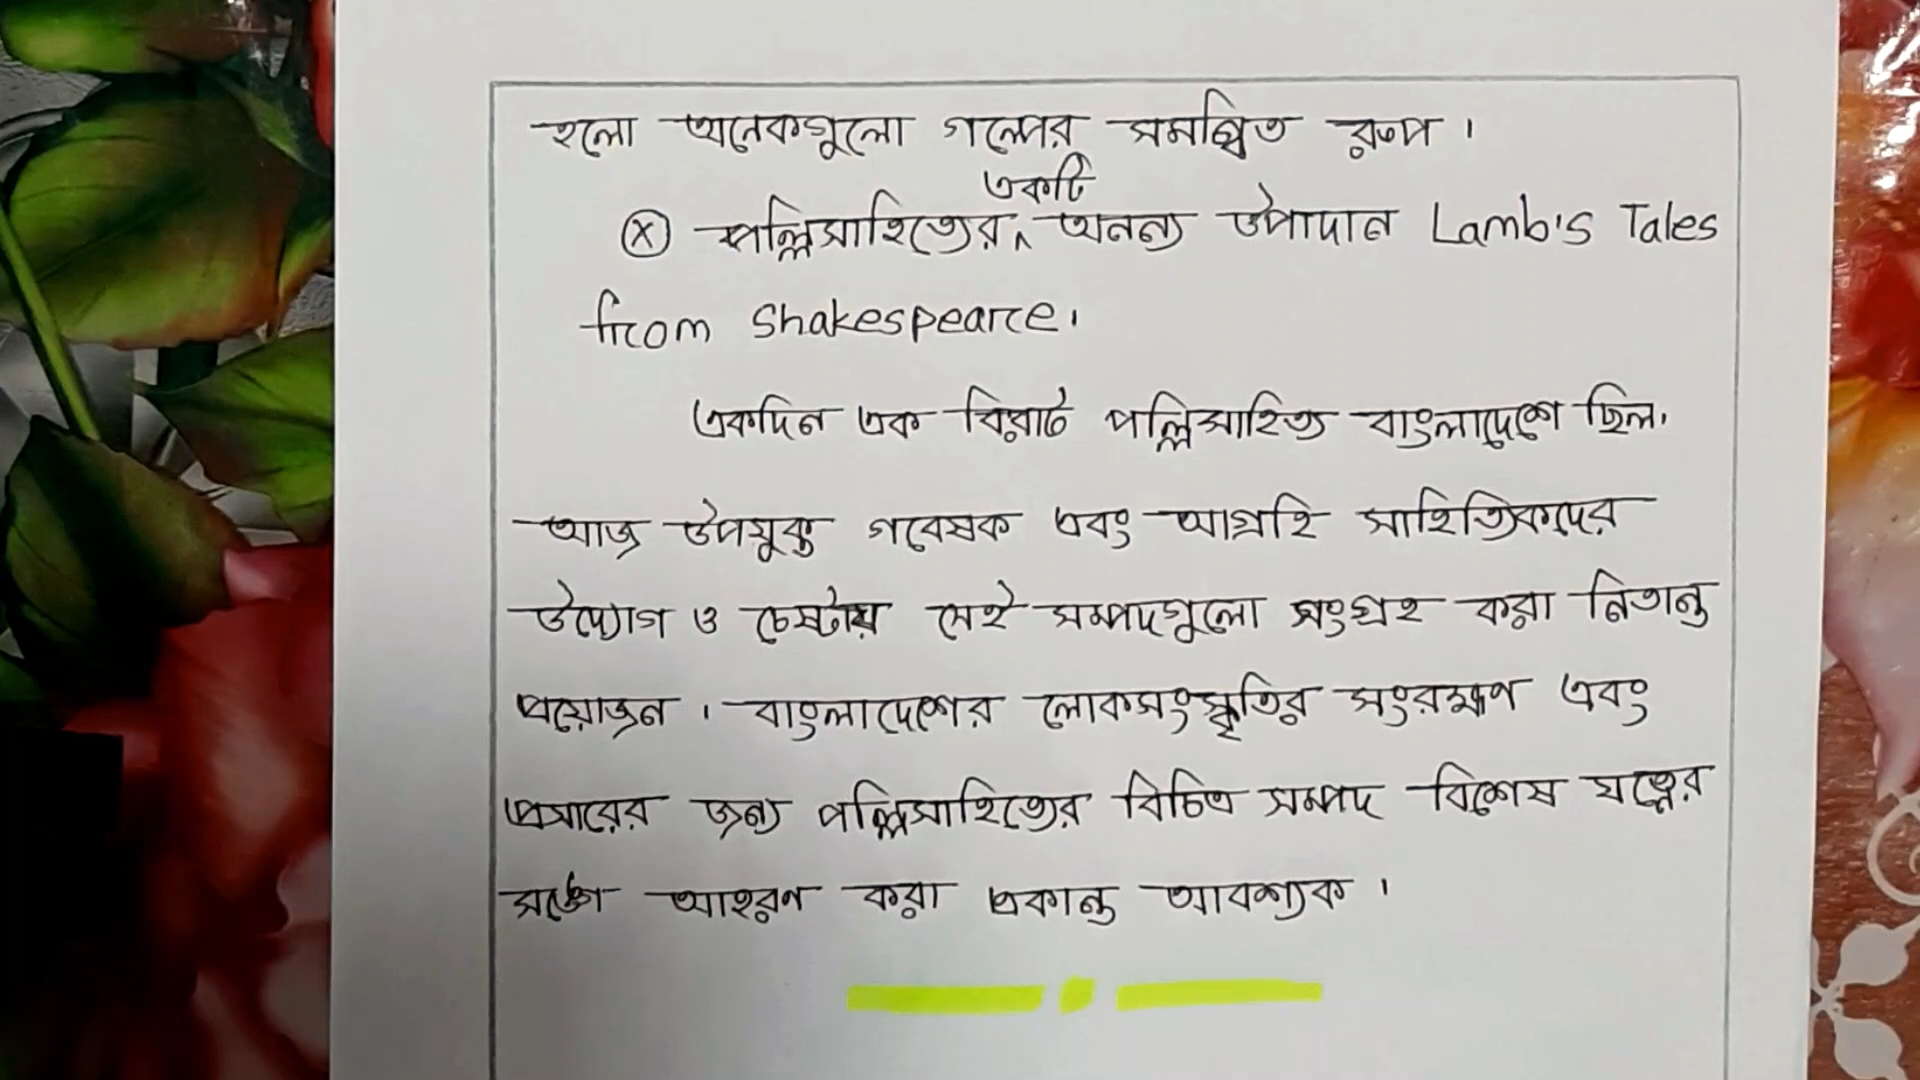 হলো অনেকগুলো গল্পের সমন্বিত রূপ ।
একটি
ⓧ পল্লিসাহিত্যের ^ অনন্য উপাদান Lamb's Tales
from Shakespeare.
একদিন এক বিরাট পল্লিসাহিত্য বাংলাদেশে ছিল।
আজ উপযুক্ত গবেষক এবং আগ্রহি সাহিত্যিকদের
উদ্যোগ ও চেষ্টায় সেই সম্পদগুলো সংগ্রহ করা নিতান্ত
প্রয়োজন । বাংলাদেশের লোকসংস্কৃতির সংরক্ষণ এবং
প্রসারের জন্য পল্লিসাহিত্যের বিচিত্র সম্পদ বিশেষ যত্নের
সঙ্গে আহরণ করা একান্ত আবশ্যক ।